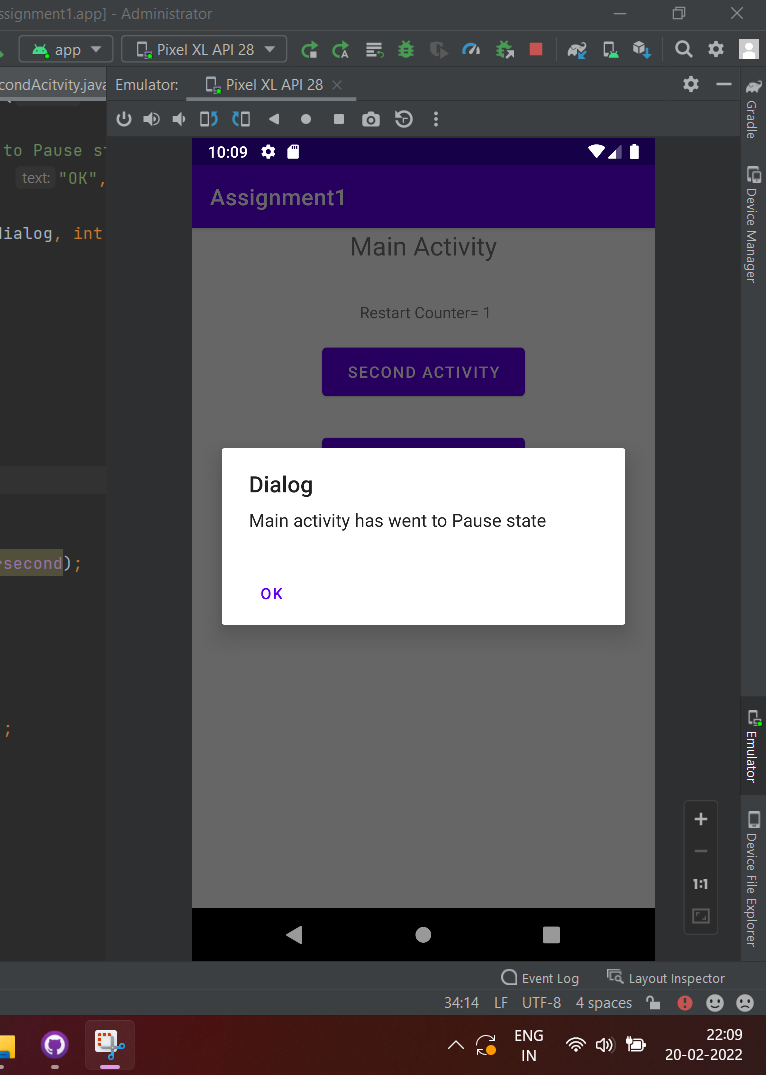 ssignment1.app] - Administrator
app
Pixel XL API 28
condAcitvity.java
Emulator:
Pixel XL API 28
to Pause st
text: "OK",
dialog, int
second);
;
10:09
Assignment1
Main Activity
Restart Counter= 1
SECOND ACTIVITY
Dialog
Main activity has went to Pause state
OK
Gradle
Device Manager
Emulator
Device File Explorer
1:1
Event Log
Layout Inspector
34:14 LF UTF-8 4 spaces
ENG
IN
22:09
20-02-2022